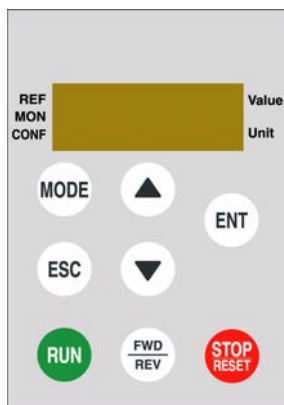 REF
MON
CONF
Value
Unit
MODE
ENT
ESC
RUN
FWD
REV
STOP
RESET